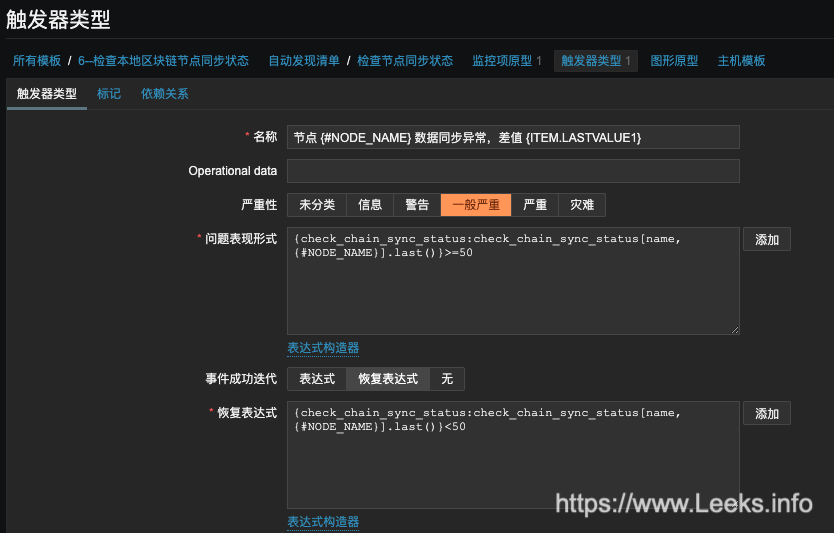 触发器类型
所有模板 / 6--检查本地区块链节点同步状态 自动发现清单 / 检查节点同步状态 监控项原型 1 触发器类型 1 图形原型 主机模板
触发器类型 标记 依赖关系
* 名称 节点 {#NODE_NAME} 数据同步异常，差值 {ITEM.LASTVALUE1}
Operational data
严重性 未分类 信息 警告 一般严重 严重 灾难
* 问题表现形式 {check_chain_sync_status:check_chain_sync_status[name, 添加
{#NODE_NAME}].last()}>=50
表达式构造器
事件成功迭代 表达式 恢复表达式 无
* 恢复表达式 {check_chain_sync_status:check_chain_sync_status[name, 添加
{#NODE_NAME}].last()}<50
https://www.Leeks.info
表达式构造器